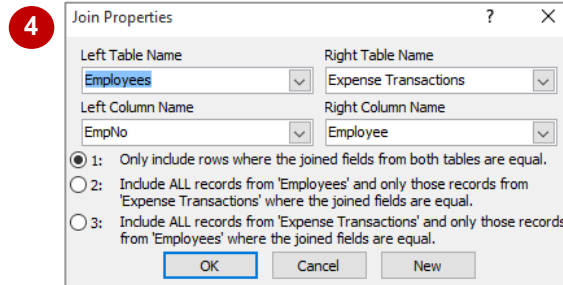 4
Join Properties ? X
Left Table Name Right Table Name
Employees Expense Transactions
Left Column Name Right Column Name
EmpNo Employee
1: Only include rows where the joined fields from both tables are equal.
2: Include ALL records from 'Employees' and only those records from
'Expense Transactions' where the joined fields are equal.
3: Include ALL records from 'Expense Transactions' and only those records
from 'Employees' where the joined fields are equal.
OK Cancel New